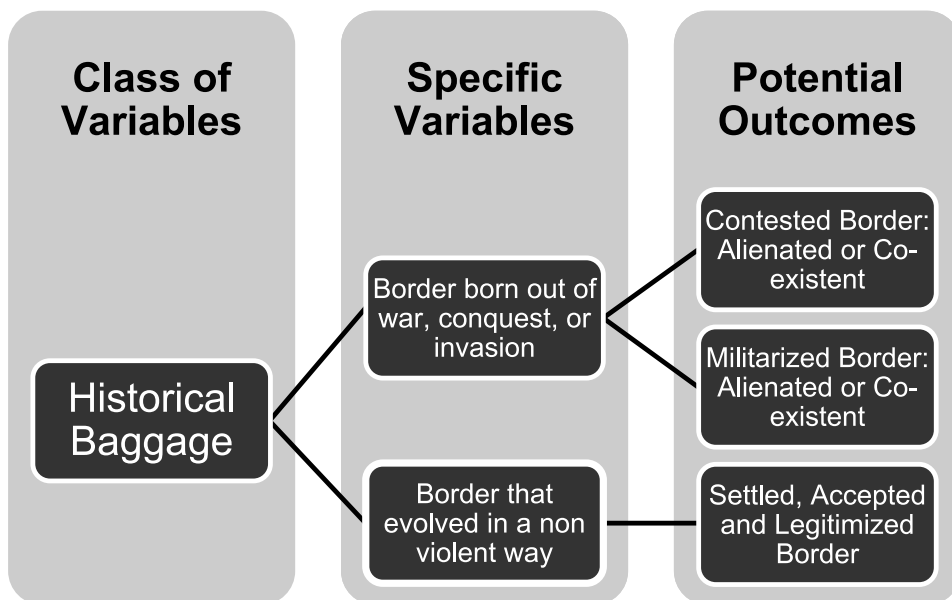 Class of
Variables
Specific
Variables
Potential
Outcomes
Historical
Baggage
Border born out of
war, conquest, or
invasion
Border that
evolved in a non
violent way
Contested Border:
Alienated or Co-
existent
Militarized Border:
Alienated or Co-
existent
Settled, Accepted
and Legitimized
Border